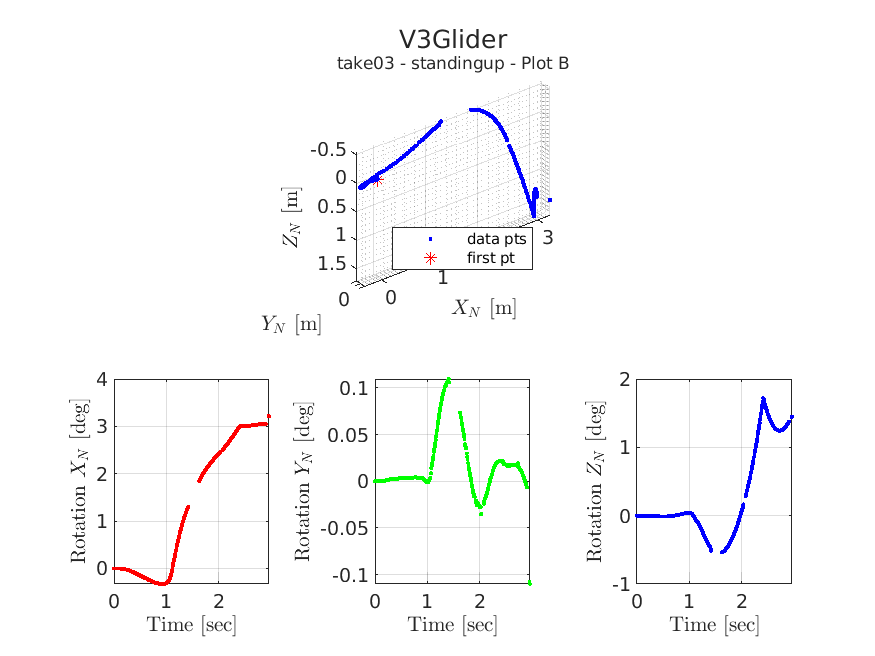 V3Glider
take03 - standingup - Plot B
-0.5
0
0.5
1
1.5
Z_N [m]
data pts
first pt
3
1
0
0
X_N [m]
Y_N [m]
4
3
2
1
0
Rotation X_N [deg]
0 1 2
Time [sec]
0.1
0.05
0
-0.05
-0.1
Rotation Y_N [deg]
0 1 2
Time [sec]
2
1
0
-1
Rotation Z_N [deg]
0 1 2
Time [sec]